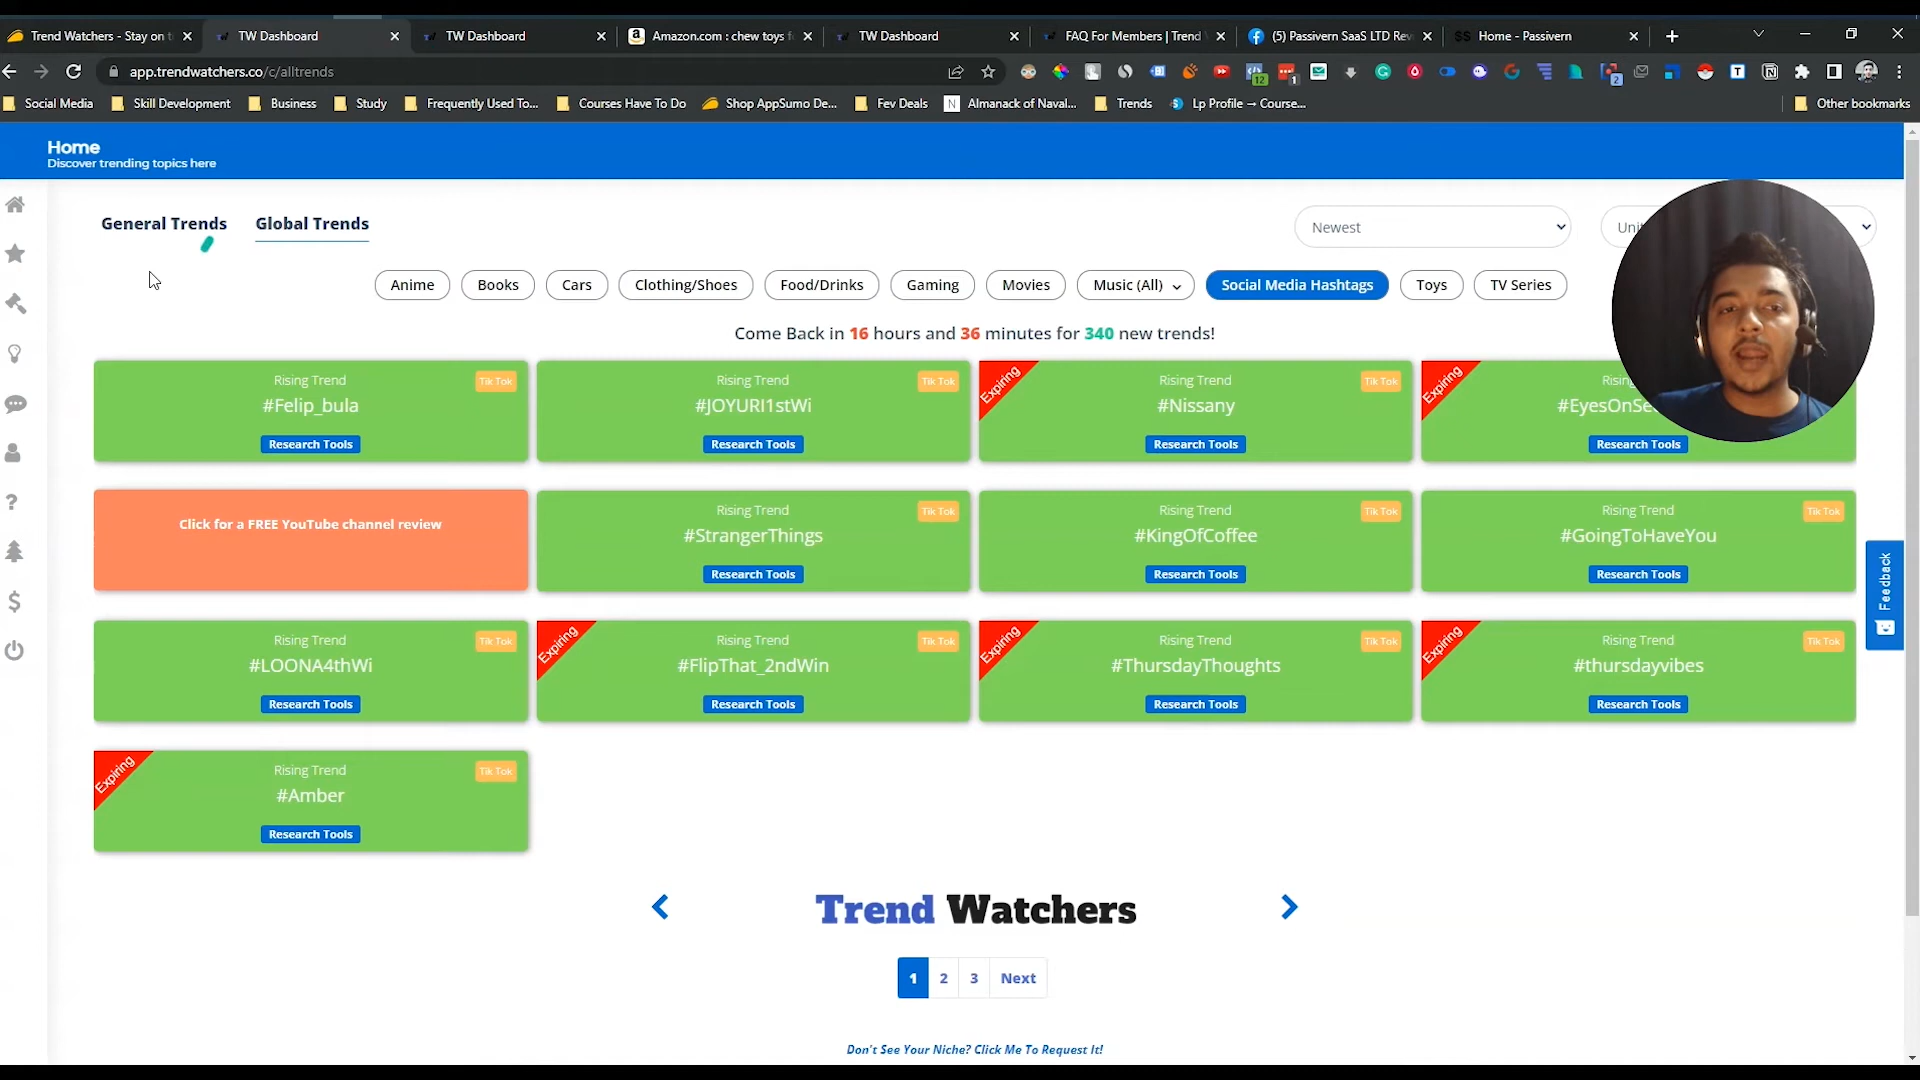 Trend Watchers - Stay on t
TW Dashboard
TW Dashboard
Amazon.com : chew toys f
TW Dashboard
FAQ For Members | Trend
(5) Passivern SaaS LTD Rev
Home - Passivern
app.trendwatchers.co/c/alltrends
Social Media
Skill Development
Business
Study
Frequently Used To...
Courses Have To Do
Shop AppSumo De...
Fev Deals
Almanack of Naval...
Trends
Lp Profile → Course...
Other bookmarks
Home
Discover trending topics here
General Trends
Global Trends
Newest
Uni
Anime
Books
Cars
Clothing/Shoes
Food/Drinks
Gaming
Movies
Music (All)
Social Media Hashtags
Toys
TV Series
Come Back in 16 hours and 36 minutes for 340 new trends!
Rising Trend
Tik Tok
#Felip_bula
Research Tools
Rising Trend
Tik Tok
#JOYURI1stWi
Research Tools
Expiring
Rising Trend
Tik Tok
#Nissany
Research Tools
Expiring
#EyesOnSe
Research Tools
Click for a FREE YouTube channel review
Rising Trend
Tik Tok
#StrangerThings
Research Tools
Rising Trend
Tik Tok
#KingOfCoffee
Research Tools
Rising Trend
Tik Tok
#GoingToHaveYou
Research Tools
Feedback
Rising Trend
Tik Tok
#LOONA4thWi
Research Tools
Expiring
Rising Trend
Tik Tok
#FlipThat_2ndWin
Research Tools
Expiring
Rising Trend
Tik Tok
#ThursdayThoughts
Research Tools
Expiring
Rising Trend
Tik Tok
#thursdayvibes
Research Tools
Expiring
Rising Trend
Tik Tok
#Amber
Research Tools
Trend Watchers
1 2 3 Next
Don't See Your Niche? Click Me To Request It!